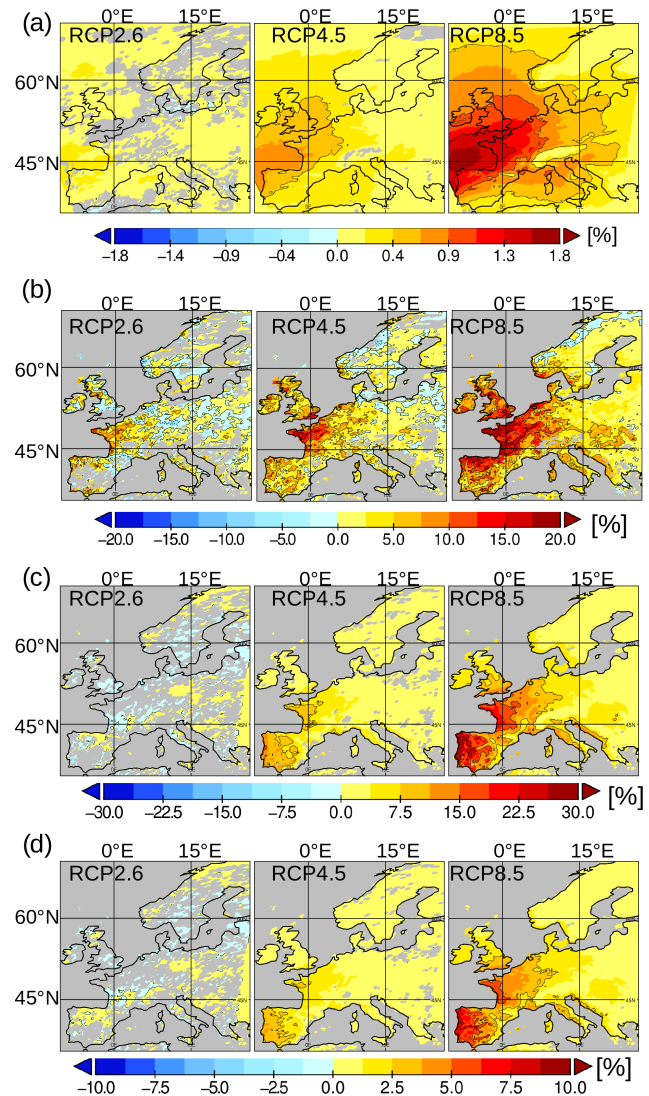 (a)
0°E 15°E 0°E 15°E 0°E 15°E
RCP2.6 RCP4.5 RCP8.5
60°N
45°N
−1.8 −1.4 −0.9 −0.4 0.0 0.4 0.9 1.3 1.8 [%]
(b)
0°E 15°E 0°E 15°E 0°E 15°E
RCP2.6 RCP4.5 RCP8.5
60°N
45°N
−20.0 −15.0 −10.0 −5.0 0.0 5.0 10.0 15.0 20.0 [%]
(c)
0°E 15°E 0°E 15°E 0°E 15°E
RCP2.6 RCP4.5 RCP8.5
60°N
45°N
−30.0 −22.5 −15.0 −7.5 0.0 7.5 15.0 22.5 30.0 [%]
(d)
0°E 15°E 0°E 15°E 0°E 15°E
RCP2.6 RCP4.5 RCP8.5
60°N
45°N
−10.0 −7.5 −5.0 −2.5 0.0 2.5 5.0 7.5 10.0 [%]